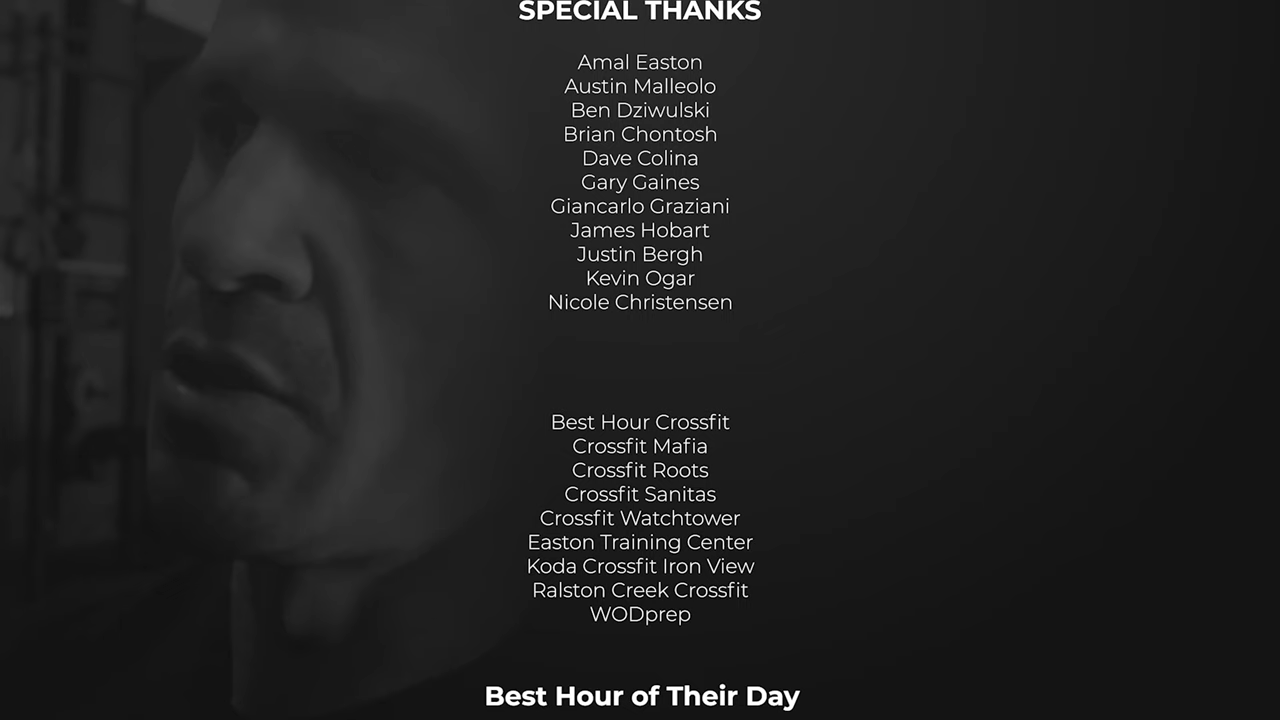 SPECIAL THANKS
Amal Easton
Austin Malleolo
Ben Dziwulski
Brian Chontosh
Dave Colina
Gary Gaines
Giancarlo Graziani
James Hobart
Justin Bergh
Kevin Ogar
Nicole Christensen
Best Hour Crossfit
Crossfit Mafia
Crossfit Roots
Crossfit Sanitas
Crossfit Watchtower
Easton Training Center
Koda Crossfit Iron View
Ralston Creek Crossfit
WODprep
Best Hour of Their Day